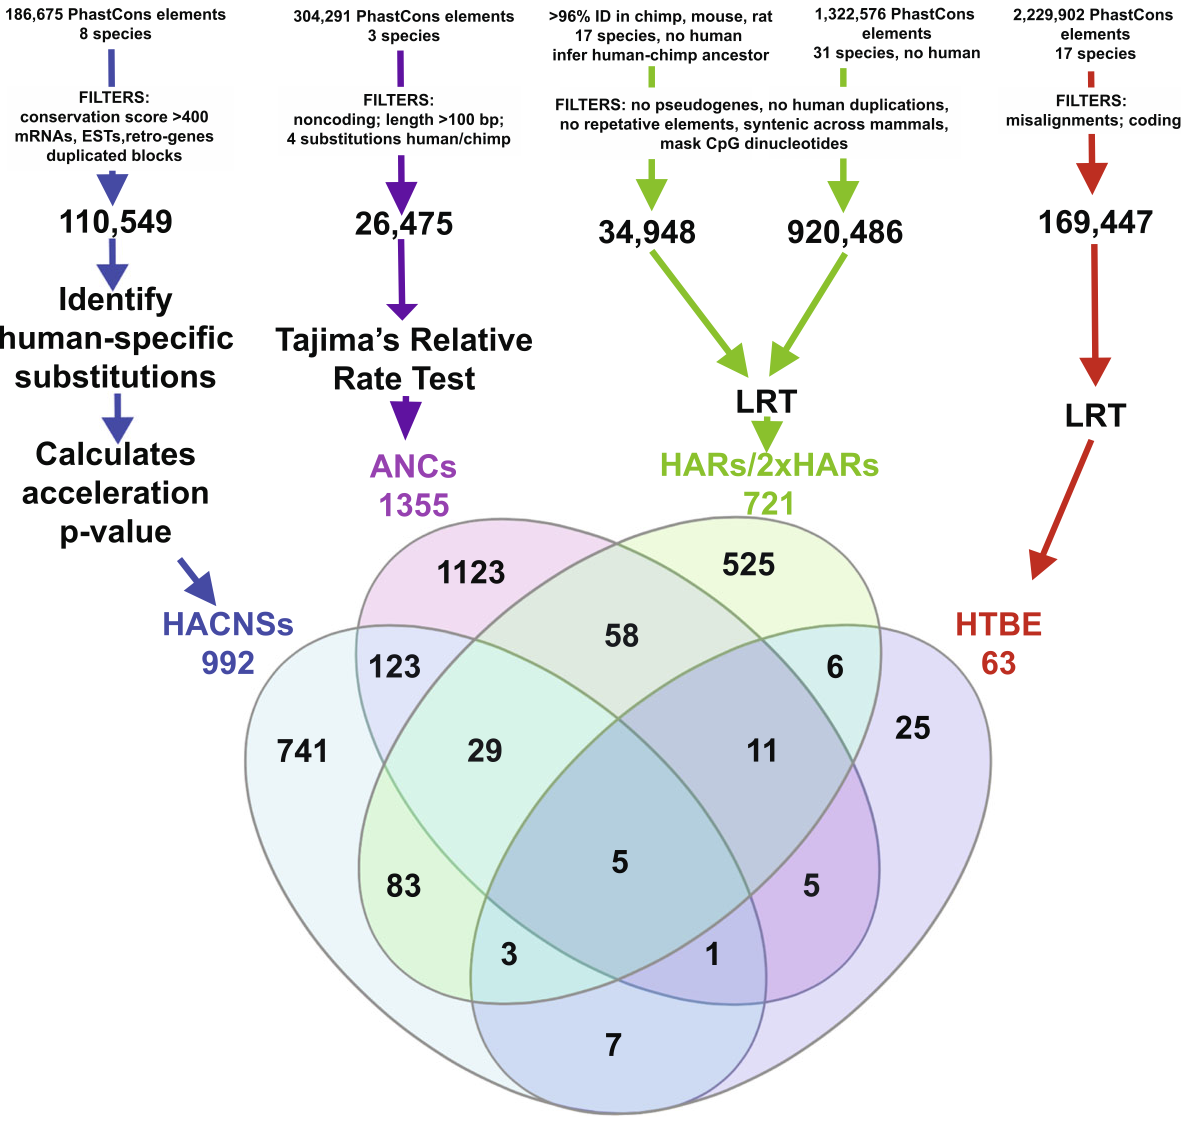 186,675 PhastCons elements
8 species
FILTERS:
conservation score >400
mRNAs, ESTs,retro-genes
duplicated blocks
110,549
Identify
human-specific
substitutions
Calculates
acceleration
p-value
HACNSs
992
304,291 PhastCons elements
3 species
FILTERS:
noncoding; length >100 bp;
4 substitutions human/chimp
26,475
Tajima’s Relative
Rate Test
ANCs
1355
>96% ID in chimp, mouse, rat
17 species, no human
infer human-chimp ancestor
1,322,576 PhastCons
elements
31 species, no human
FILTERS: no pseudogenes, no human duplications,
no repetative elements, syntenic across mammals,
mask CpG dinucleotides
34,948
920,486
LRT
HARs/2xHARs
721
2,229,902 PhastCons
elements
17 species
FILTERS:
misalignments; coding
169,447
LRT
HTBE
63
1123
525
58
123
6
25
741
29
11
5
83
5
3
1
7